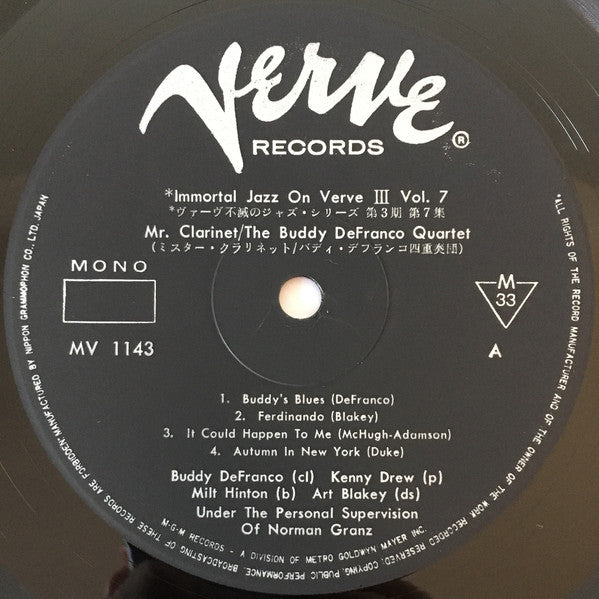 Verve
RECORDS ®
*Immortal Jazz On Verve III Vol. 7
*ヴァーヴ不滅のジャズ・シリーズ 第3期 第7集
Mr. Clarinet/The Buddy DeFranco Quartet
(ミスター・クラリネット/バディ・デフランコ四重奏団)
MONO
M
33
MV 1143
A
1. Buddy's Blues (DeFranco)
2. Ferdinando (Blakey)
3. It Could Happen To Me (McHugh-Adamson)
4. Autumn In New York (Duke)
Buddy DeFranco (cl) Kenny Drew (p)
Milt Hinton (b) Art Blakey (ds)
Under The Personal Supervision
Of Norman Granz
M-G-M RECORDS - A DIVISION OF METRO GOLDWYN MAYER INC.
*ALL RIGHTS OF THE RECORD MANUFACTURER AND OF THE OWNER OF THE WORK RECORDED RESERVED. COPYING, PUBLIC PERFORMANCE, BROADCASTING OF THESE RECORDS ARE FORBIDDEN! MANUFACTURED BY NIPPON GRAMMOPHON CO., LTD. JAPAN